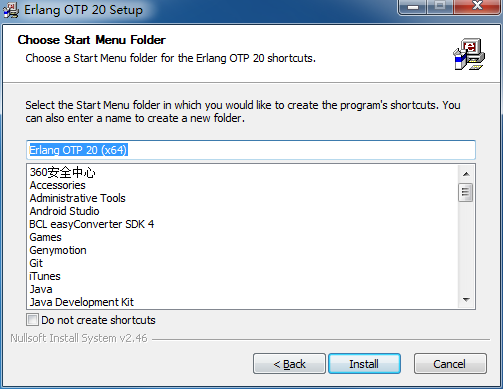 Erlang OTP 20 Setup
Choose Start Menu Folder
Choose a Start Menu folder for the Erlang OTP 20 shortcuts.
Select the Start Menu folder in which you would like to create the program's shortcuts. You
can also enter a name to create a new folder.
Erlang OTP 20 (x64)
360安全中心
Accessories
Administrative Tools
Android Studio
BCL easyConverter SDK 4
Games
Genymotion
Git
iTunes
Java
Java Development Kit
Do not create shortcuts
Nullsoft Install System v2.46
< Back
Install
Cancel